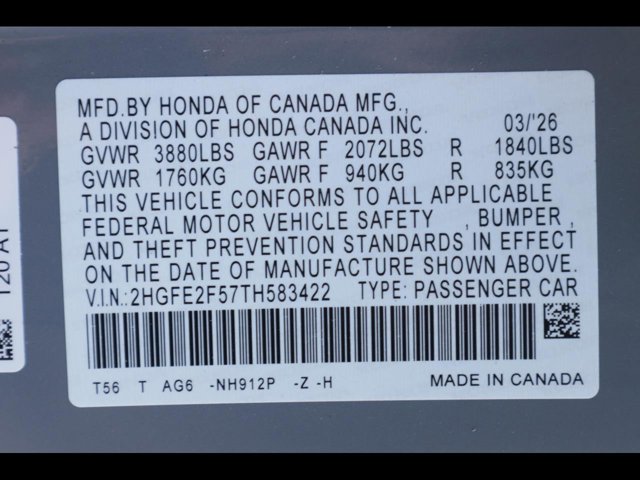 MFD.BY HONDA OF CANADA MFG.,
A DIVISION OF HONDA CANADA INC. 03/'26
GVWR 3880LBS GAWR F 2072LBS R 1840LBS
GVWR 1760KG GAWR F 940KG R 835KG
THIS VEHICLE CONFORMS TO ALL APPLICABLE
FEDERAL MOTOR VEHICLE SAFETY , BUMPER ,
AND THEFT PREVENTION STANDARDS IN EFFECT
ON THE DATE OF MANUFACTURE SHOWN ABOVE.
V.I.N.:2HGFE2F57TH583422 TYPE: PASSENGER CAR
T56 T AG6 -NH912P -Z -H MADE IN CANADA